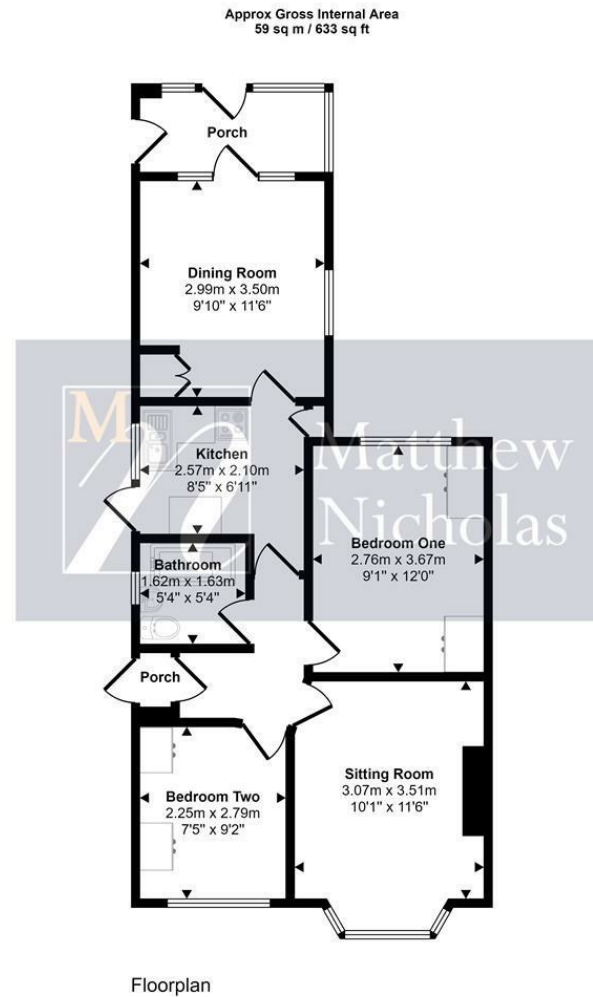 Approx Gross Internal Area
59 sq m / 633 sq ft
Porch
Dining Room
2.99m x 3.50m
9'10" x 11'6"
Kitchen
2.57m x 2.10m
8'5" x 6'11"
M
n
Matthew
Nicholas
Bedroom One
2.76m x 3.67m
9'1" x 12'0"
Bathroom
1.62m x 1.63m
5'4" x 5'4"
Porch
Sitting Room
3.07m x 3.51m
10'1" x 11'6"
Bedroom Two
2.25m x 2.79m
7'5" x 9'2"
Floorplan